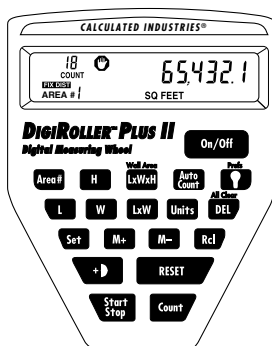 CALCULATED INDUSTRIES®
18 65,432.1
COUNT
FIX DIST
AREA # 1 SQ FEET
DIGIROLLER™ PLUS II
Digital Measuring Wheel
On/Off
Wall Area Prefs
Area# H LxWxH Auto Count
All Clear
L W LxW Units DEL
Set M+ M– Rcl
+ RESET
Start Stop Count